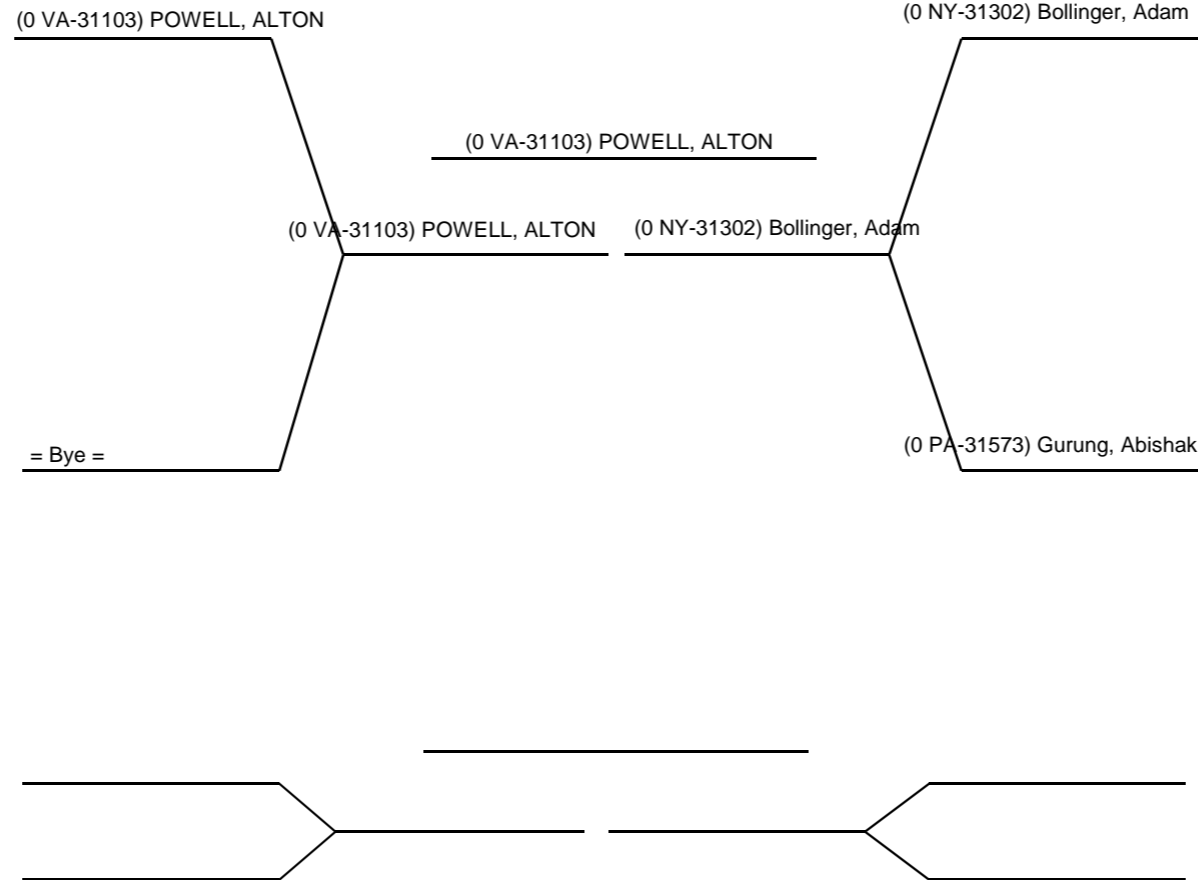 (0 VA-31103) POWELL, ALTON
(0 NY-31302) Bollinger, Adam
(0 VA-31103) POWELL, ALTON
(0 VA-31103) POWELL, ALTON
(0 NY-31302) Bollinger, Adam
= Bye =
(0 PA-31573) Gurung, Abishak